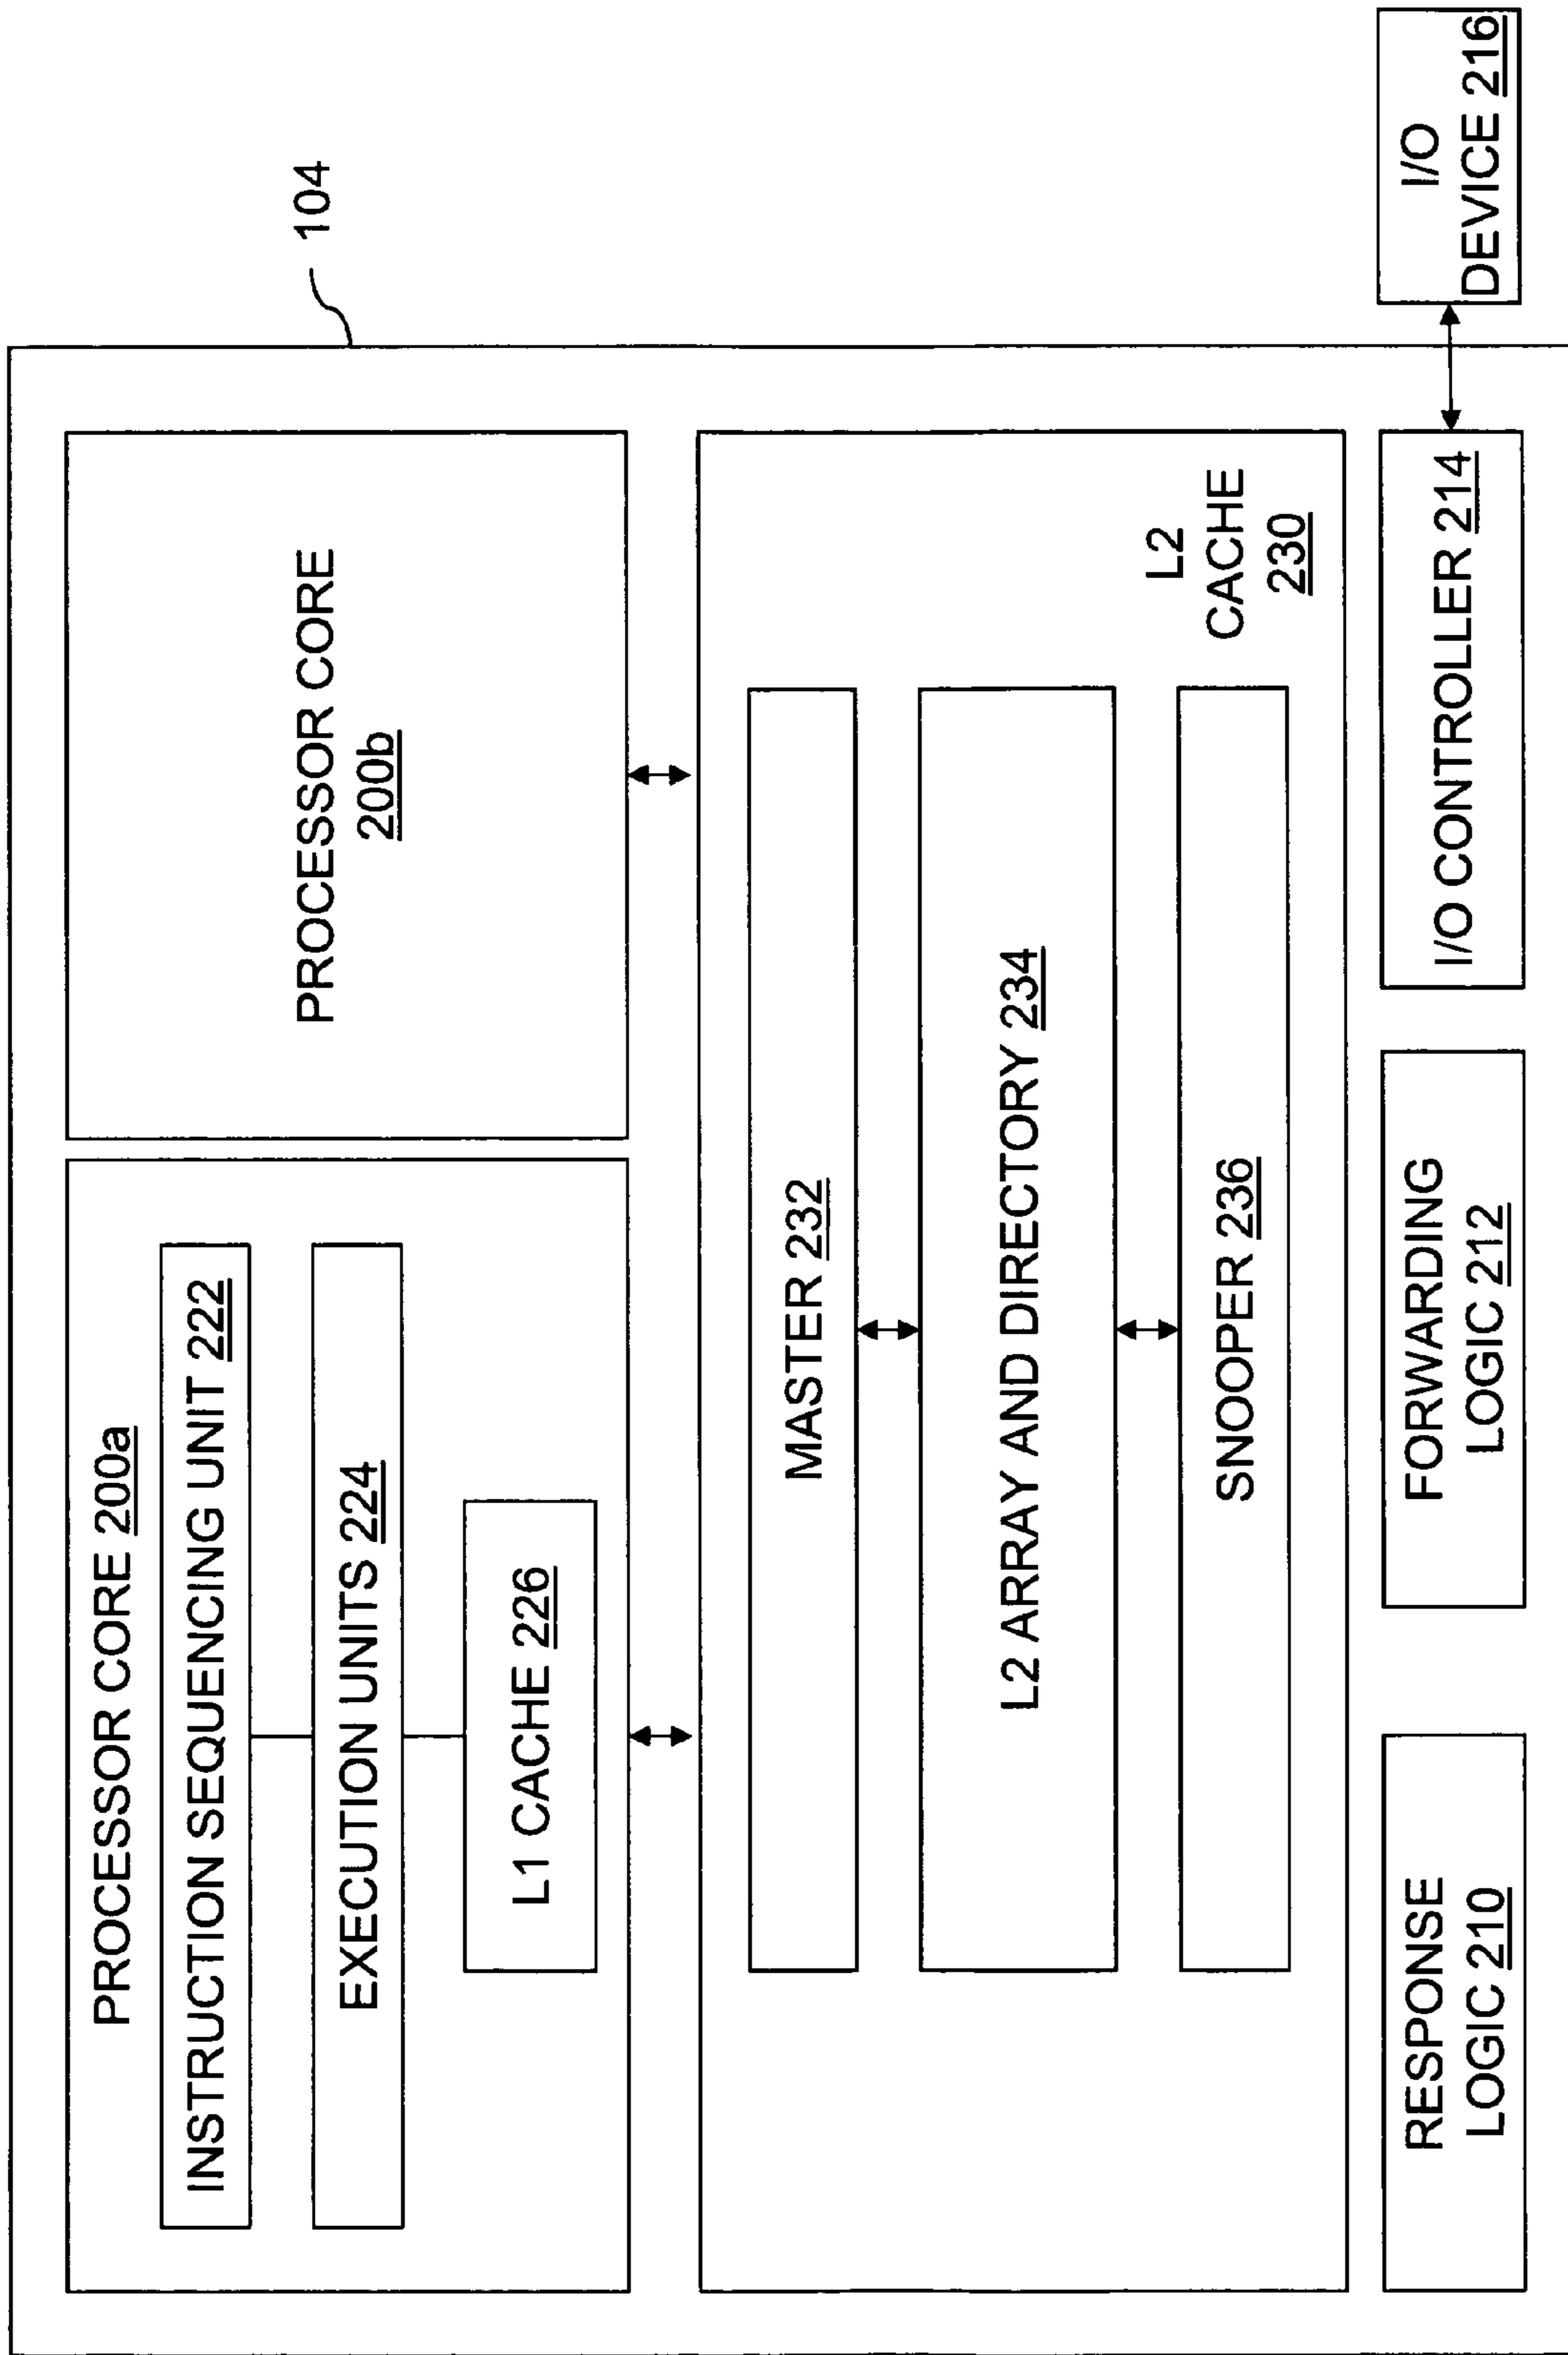 104
PROCESSOR CORE 200a
INSTRUCTION SEQUENCING UNIT 222
EXECUTION UNITS 224
L1 CACHE 226
PROCESSOR CORE
200b
MASTER 232
L2 ARRAY AND DIRECTORY 234
SNOOPER 236
L2
CACHE
230
RESPONSE
LOGIC 210
FORWARDING
LOGIC 212
I/O CONTROLLER 214
I/O
DEVICE 216